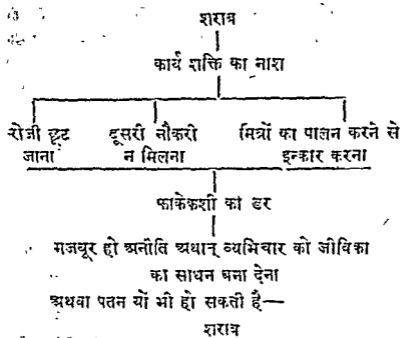 शराब
कार्य शक्ति का नाश
रोजी छूट दूसरी नौकरी मित्रों का पालन करने से
जाना न मिलना इन्कार करना
फाकेकशी का डर
मजबूर हो अनीति अथान् व्यभिचार को जीविका
का साधन बना देना
अथवा पतन यों भी हो सकती है—
शराब